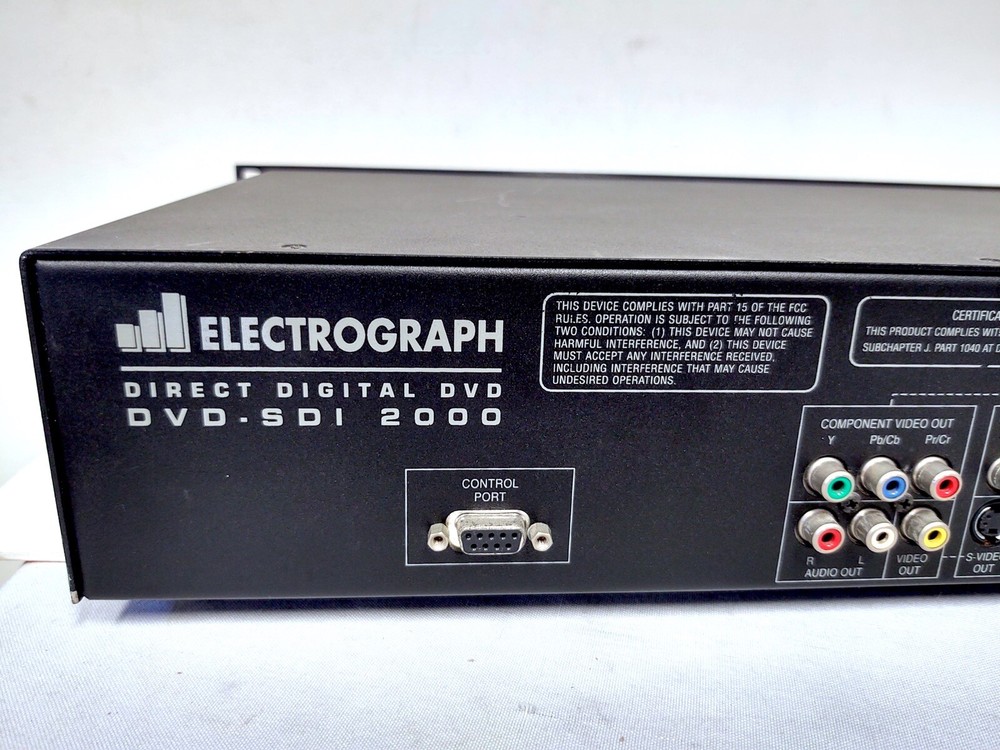 ELECTROGRAPH
DIRECT DIGITAL DVD
DVD-SDI 2000
THIS DEVICE COMPLIES WITH PART 15 OF THE FCC
RULES. OPERATION IS SUBJECT TO THE FOLLOWING
TWO CONDITIONS: (1) THIS DEVICE MAY NOT CAUSE
HARMFUL INTERFERENCE, AND (2) THIS DEVICE
MUST ACCEPT ANY INTERFERENCE RECEIVED,
INCLUDING INTERFERENCE THAT MAY CAUSE
UNDESIRED OPERATIONS.
CERTIFICA
THIS PRODUCT COMPLIES WIT
SUBCHAPTER J. PART 1040 AT D
CONTROL
PORT
COMPONENT VIDEO OUT
Y Pb/Cb Pr/Cr
R L
AUDIO OUT
VIDEO
OUT
S-VIDEO
OUT